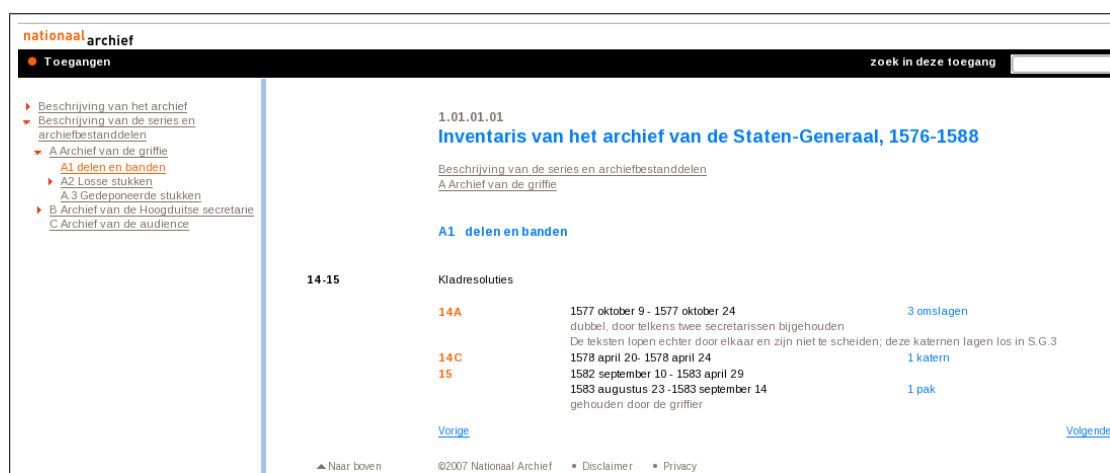 nationaal archief
Toegangen
zoek in deze toegang
Beschrijving van het archief
Beschrijving van de series en
archiefbestanddelen
A Archief van de griffie
A1 delen en banden
A2 Losse stukken
A.3 Gedeponeerde stukken
B Archief van de Hoogduitse secretarie
C Archief van de audience
1.01.01.01
Inventaris van het archief van de Staten-Generaal, 1576-1588
Beschrijving van de series en archiefbestanddelen
A Archief van de griffie
A1 delen en banden
14-15 Kladresoluties
14A 1577 oktober 9 - 1577 oktober 24 3 omslagen
dubbel, door telkens twee secretarissen bijgehouden
De teksten lopen echter door elkaar en zijn niet te scheiden; deze katernen lagen los in S.G.3
14C 1578 april 20- 1578 april 24 1 katern
15 1582 september 10 - 1583 april 29
1583 augustus 23 -1583 september 14 1 pak
gehouden door de griffier
Vorige Volgende
Naar boven ©2007 Nationaal Archief • Disclaimer • Privacy